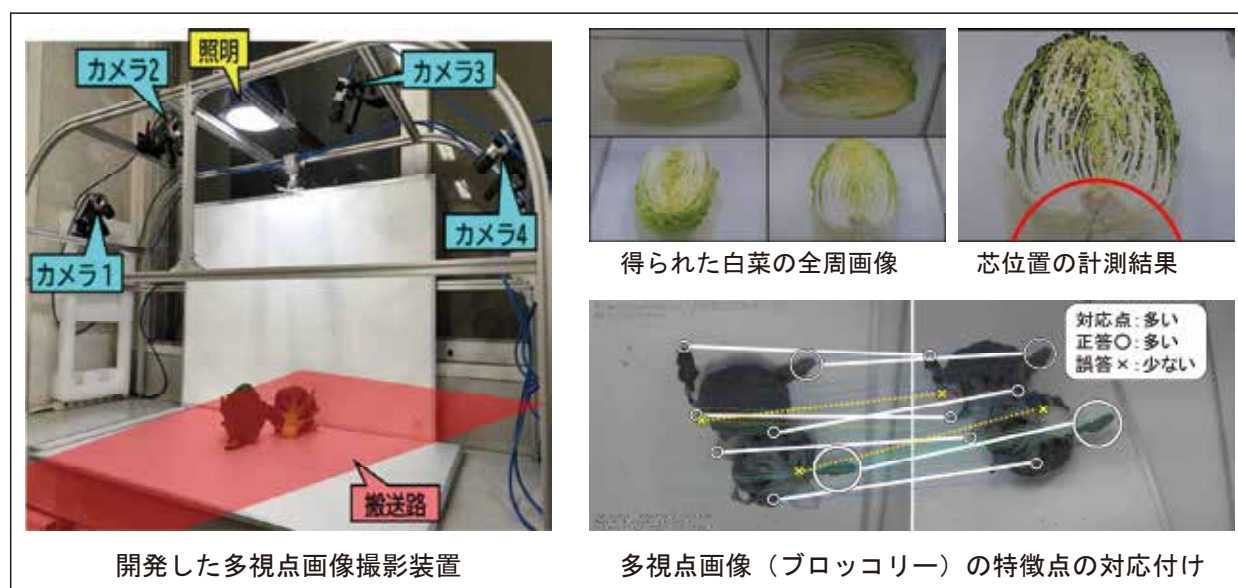 照明
カメラ2
カメラ3
カメラ4
カメラ1
搬送路
開発した多視点画像撮影装置
得られた白菜の全周画像
芯位置の計測結果
対応点:多い
正答○:多い
誤答×:少ない
多視点画像(ブロッコリー)の特徴点の対応付け